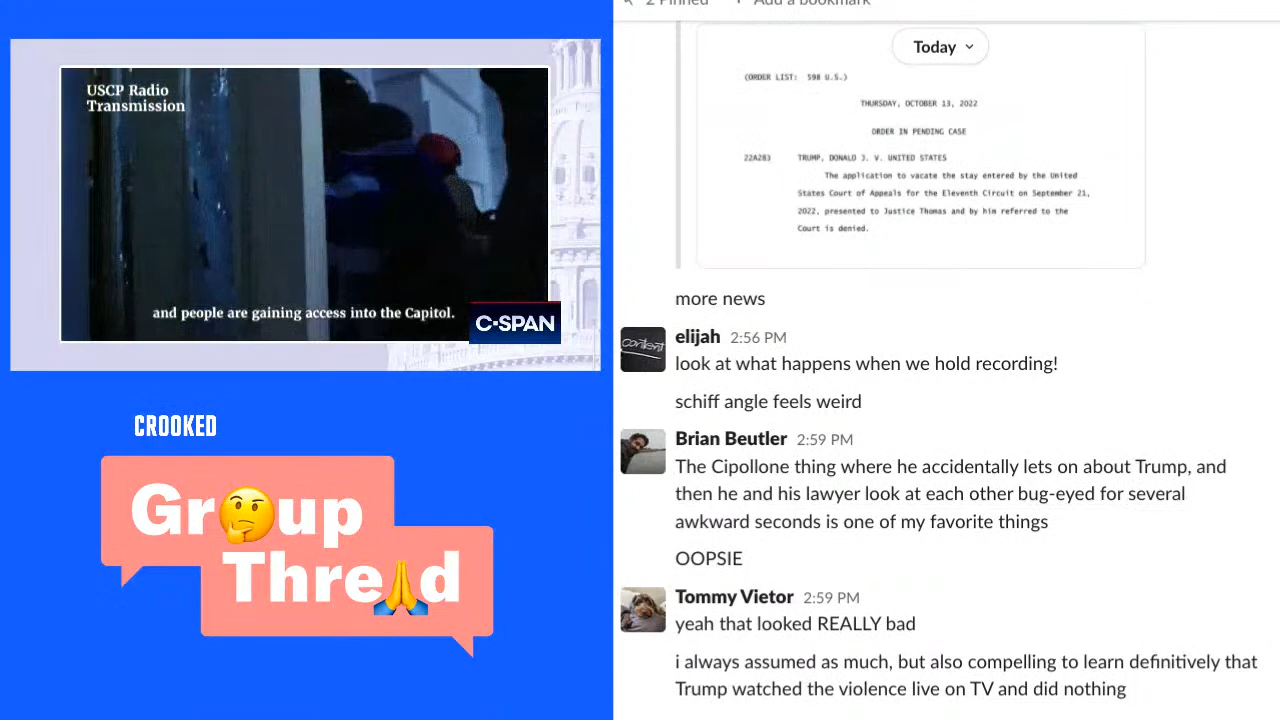 USCP Radio
Transmission
and people are gaining access into the Capitol.
C-SPAN
CROOKED
Gr🤔up
Thre🙏d
2 Pinned
+ Add a bookmark
Today
(ORDER LIST: 598 U.S.)
THURSDAY, OCTOBER 13, 2022
ORDER IN PENDING CASE
22A283 TRUMP, DONALD J. V. UNITED STATES
The application to vacate the stay entered by the United
States Court of Appeals for the Eleventh Circuit on September 21,
2022, presented to Justice Thomas and by him referred to the
Court is denied.
more news
elijah 2:56 PM
content
look at what happens when we hold recording!
schiff angle feels weird
Brian Beutler 2:59 PM
The Cipollone thing where he accidentally lets on about Trump, and
then he and his lawyer look at each other bug-eyed for several
awkward seconds is one of my favorite things
OOPSIE
Tommy Vietor 2:59 PM
yeah that looked REALLY bad
i always assumed as much, but also compelling to learn definitively that
Trump watched the violence live on TV and did nothing